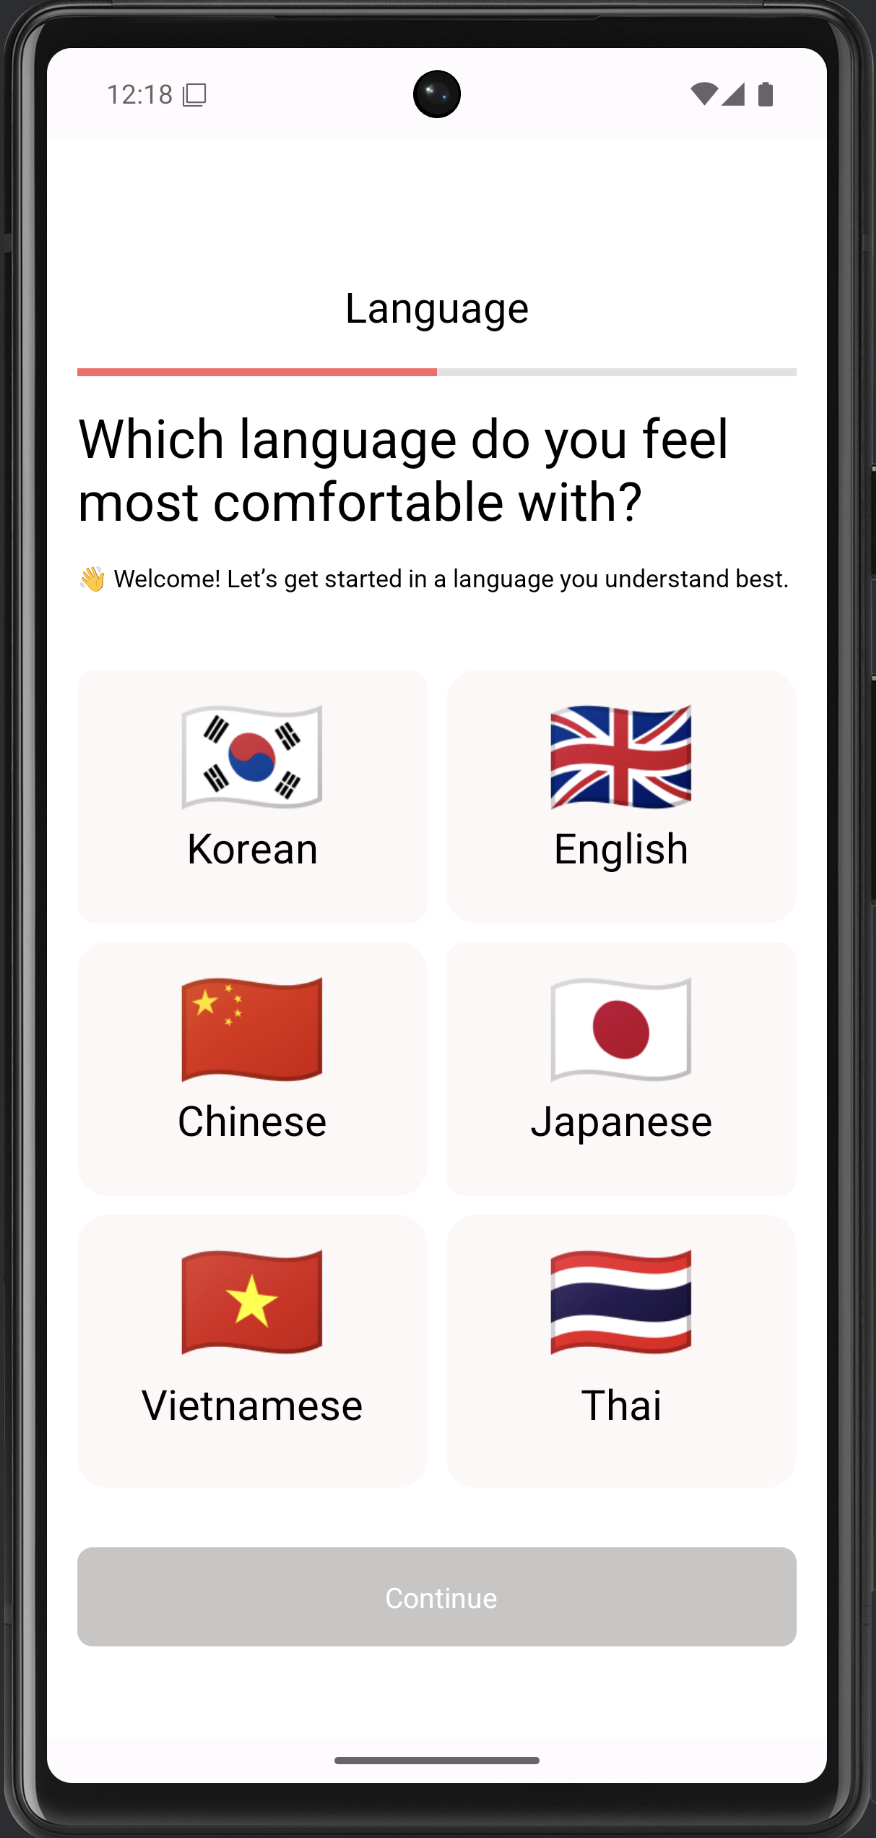 12:18
Language
Which language do you feel
most comfortable with?
👋 Welcome! Let’s get started in a language you understand best.
Korean
English
Chinese
Japanese
Vietnamese
Thai
Continue